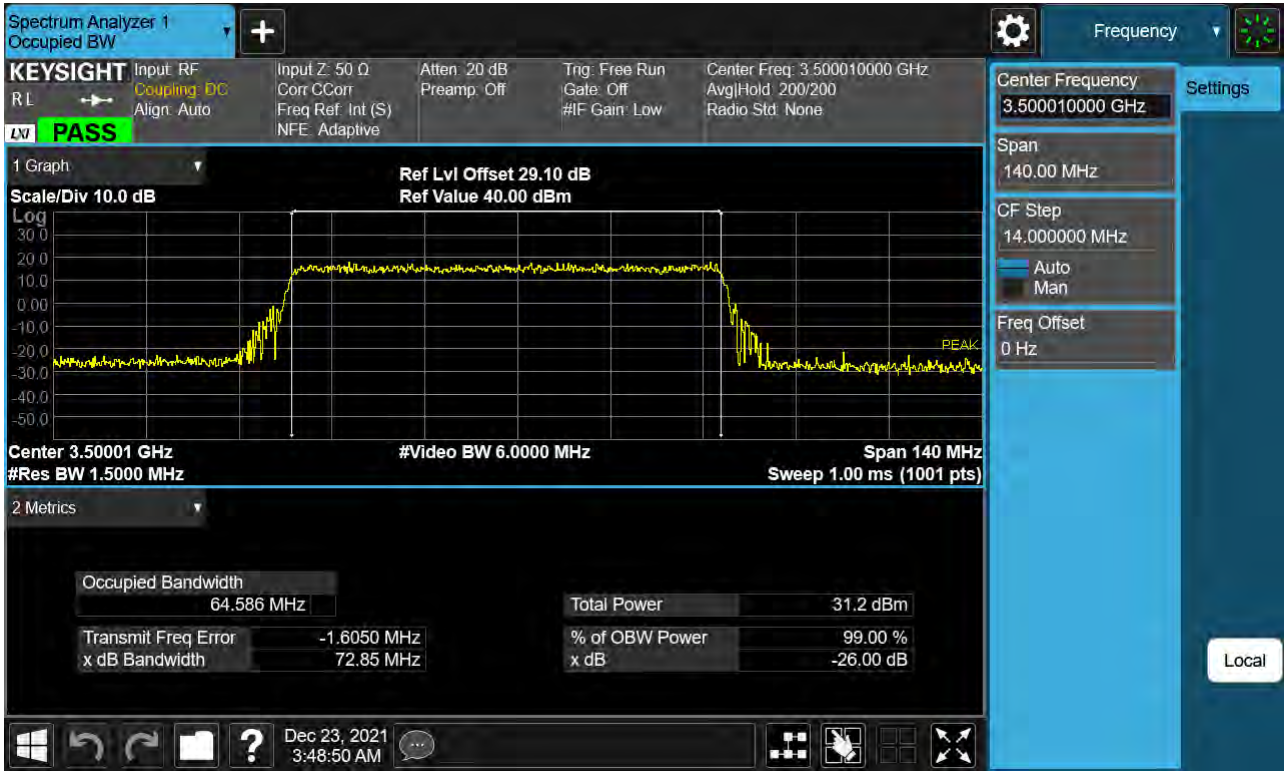 Spectrum Analyzer 1
Occupied BW
Frequency
KEYSIGHT
RL
LXI PASS
Input: RF
Coupling: DC
Align: Auto
Input Z: 50 Ω
Corr CCorr
Freq Ref: Int (S)
NFE: Adaptive
Atten: 20 dB
Preamp: Off
Trig: Free Run
Gate: Off
#IF Gain: Low
Center Freq: 3.500010000 GHz
Avg|Hold: 200/200
Radio Std: None
Center Frequency
3.500010000 GHz
Settings
Span
140.00 MHz
CF Step
14.000000 MHz
Auto
Man
Freq Offset
0 Hz
1 Graph
Scale/Div 10.0 dB
Ref Lvl Offset 29.10 dB
Ref Value 40.00 dBm
Log
30.0
20.0
10.0
0.00
-10.0
-20.0
-30.0
-40.0
-50.0
PEAK
Center 3.50001 GHz
#Res BW 1.5000 MHz
#Video BW 6.0000 MHz
Span 140 MHz
Sweep 1.00 ms (1001 pts)
2 Metrics
Occupied Bandwidth
64.586 MHz
Transmit Freq Error -1.6050 MHz
x dB Bandwidth 72.85 MHz
Total Power 31.2 dBm
% of OBW Power 99.00 %
x dB -26.00 dB
Local
?
Dec 23, 2021
3:48:50 AM